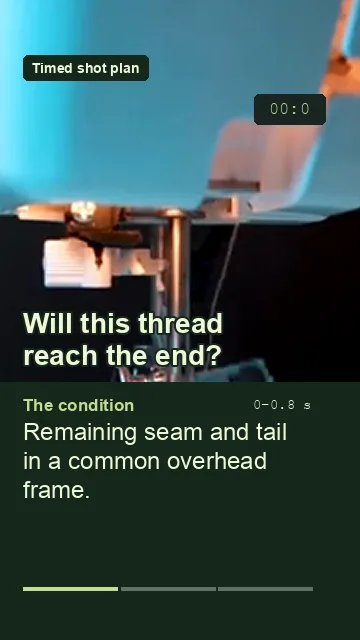 Timed shot plan
00:0
Will this thread
reach the end?
The condition
0–0.8 s
Remaining seam and tail
in a common overhead
frame.